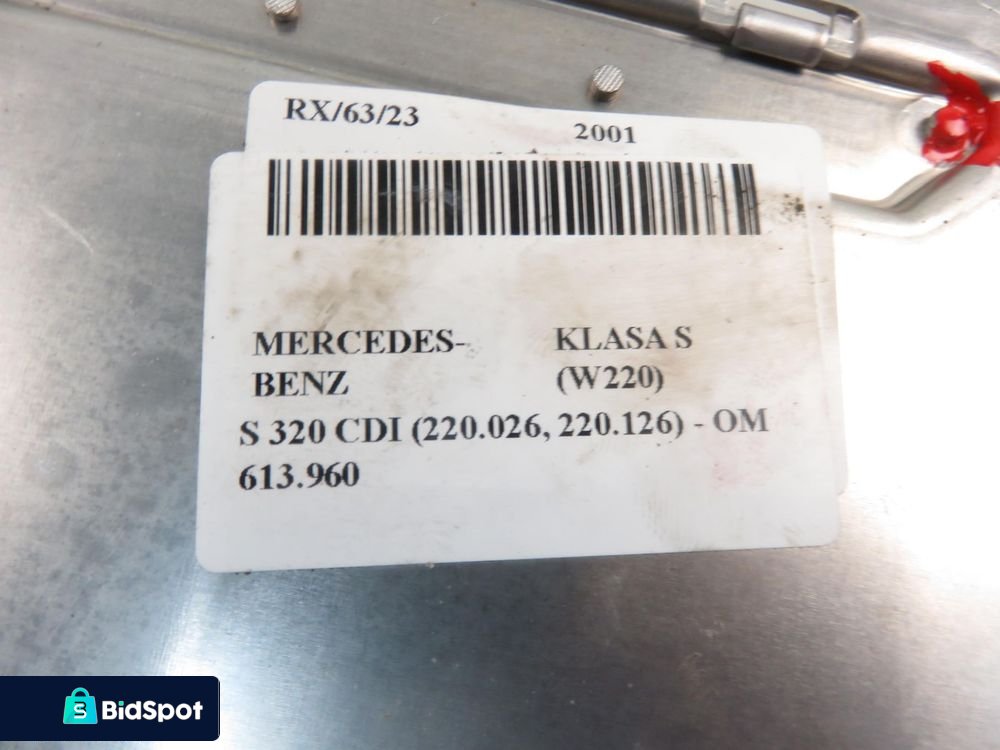 RX/63/23 2001
MERCEDES- KLASA S
BENZ (W220)
S 320 CDI (220.026, 220.126) - OM
613.960
BidSpot